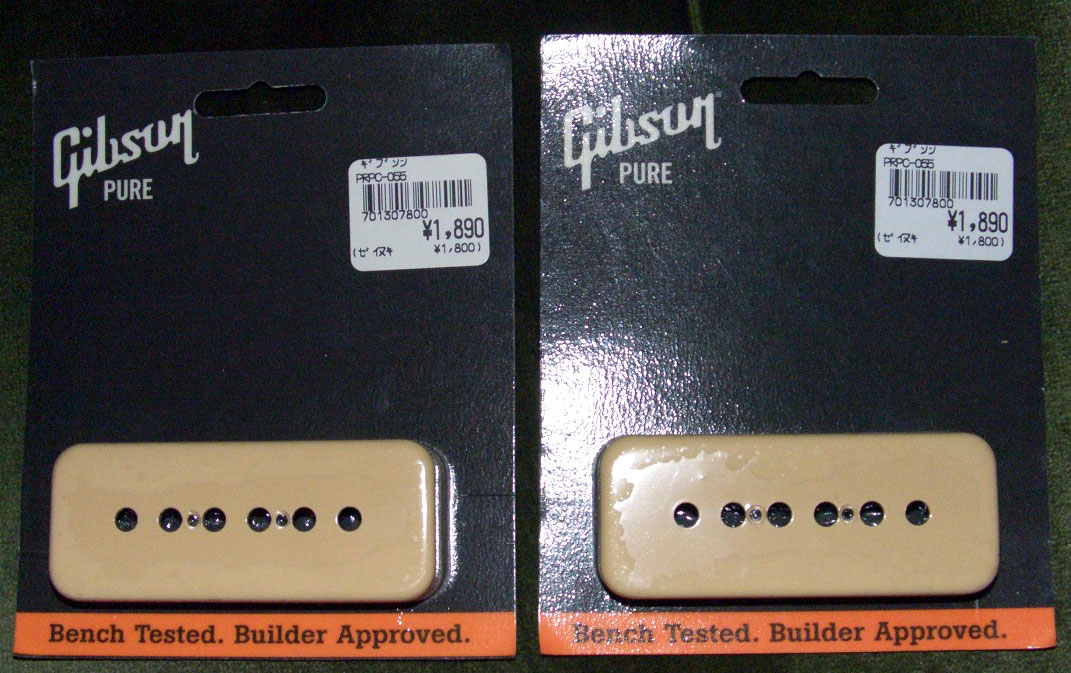 Gibson
PURE
ギブソン
PRPC-055
701307800
¥1,890
(ゼイヌキ ¥1,800)
Bench Tested. Builder Approved.
Gibson
PURE
ギブソン
PRPC-055
701307800
¥1,890
(ゼイヌキ ¥1,800)
Bench Tested. Builder Approved.